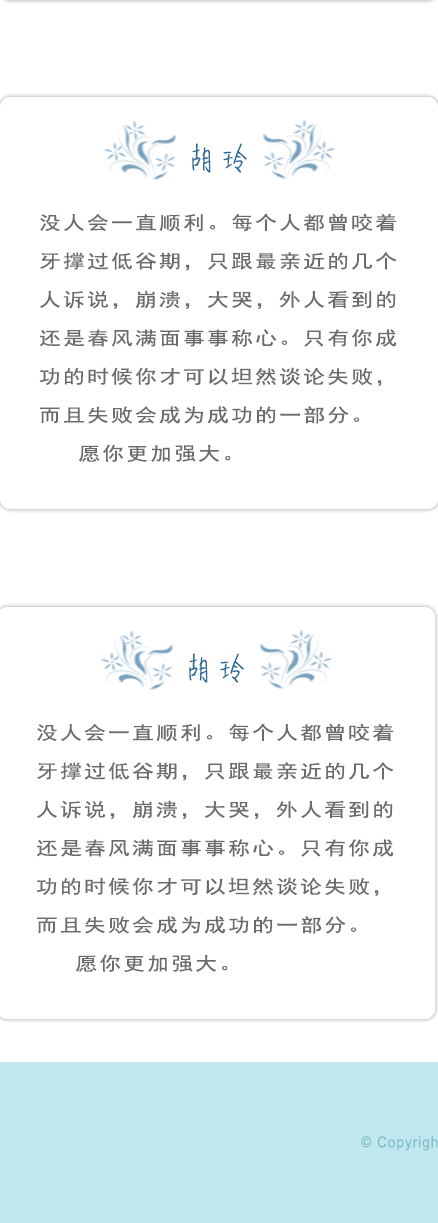 胡 玲
没人会一直顺利。每个人都曾咬着
牙撑过低谷期，只跟最亲近的几个
人诉说，崩溃，大哭，外人看到的
还是春风满面事事称心。只有你成
功的时候你才可以坦然谈论失败，
而且失败会成为成功的一部分。
愿你更加强大。
胡 玲
没人会一直顺利。每个人都曾咬着
牙撑过低谷期，只跟最亲近的几个
人诉说，崩溃，大哭，外人看到的
还是春风满面事事称心。只有你成
功的时候你才可以坦然谈论失败，
而且失败会成为成功的一部分。
愿你更加强大。
© Copyrigh